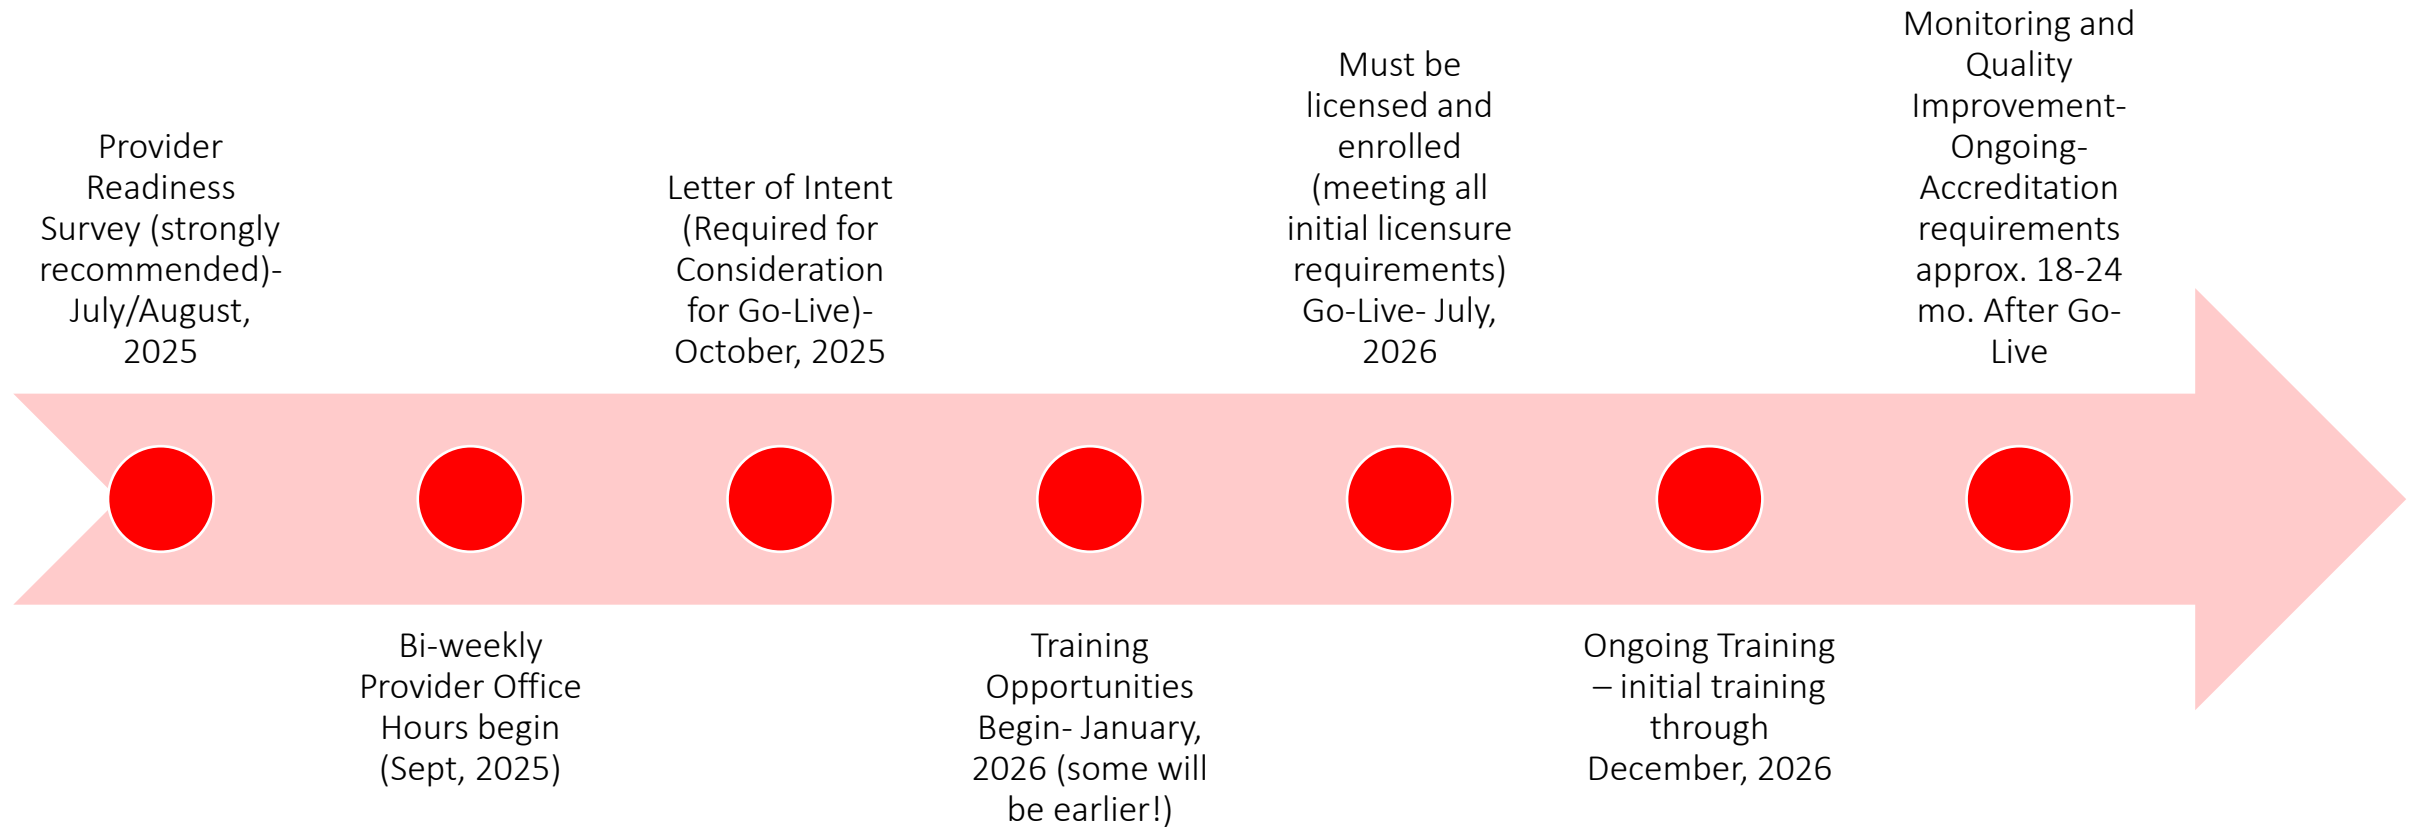 Provider
Readiness
Survey (strongly
recommended)-
July/August,
2025
Bi-weekly
Provider Office
Hours begin
(Sept, 2025)
Letter of Intent
(Required for
Consideration
for Go-Live)-
October, 2025
Training
Opportunities
Begin- January,
2026 (some will
be earlier!)
Must be
licensed and
enrolled
(meeting all
initial licensure
requirements)
Go-Live- July,
2026
Ongoing Training
– initial training
through
December, 2026
Monitoring and
Quality
Improvement-
Ongoing-
Accreditation
requirements
approx. 18-24
mo. After Go-
Live